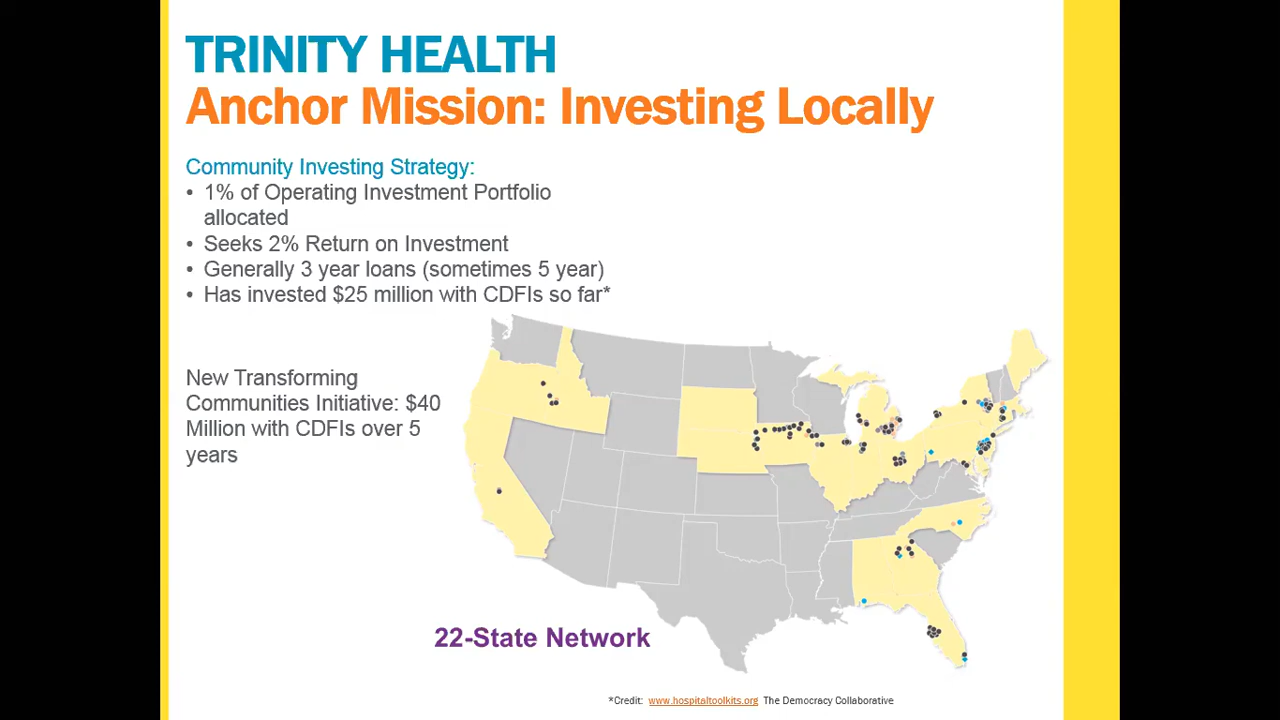 TRINITY HEALTH
Anchor Mission: Investing Locally
Community Investing Strategy:
• 1% of Operating Investment Portfolio
allocated
• Seeks 2% Return on Investment
• Generally 3 year loans (sometimes 5 year)
• Has invested $25 million with CDFIs so far*
New Transforming
Communities Initiative: $40
Million with CDFIs over 5
years
22-State Network
*Credit: www.hospitaltoolkits.org The Democracy Collaborative